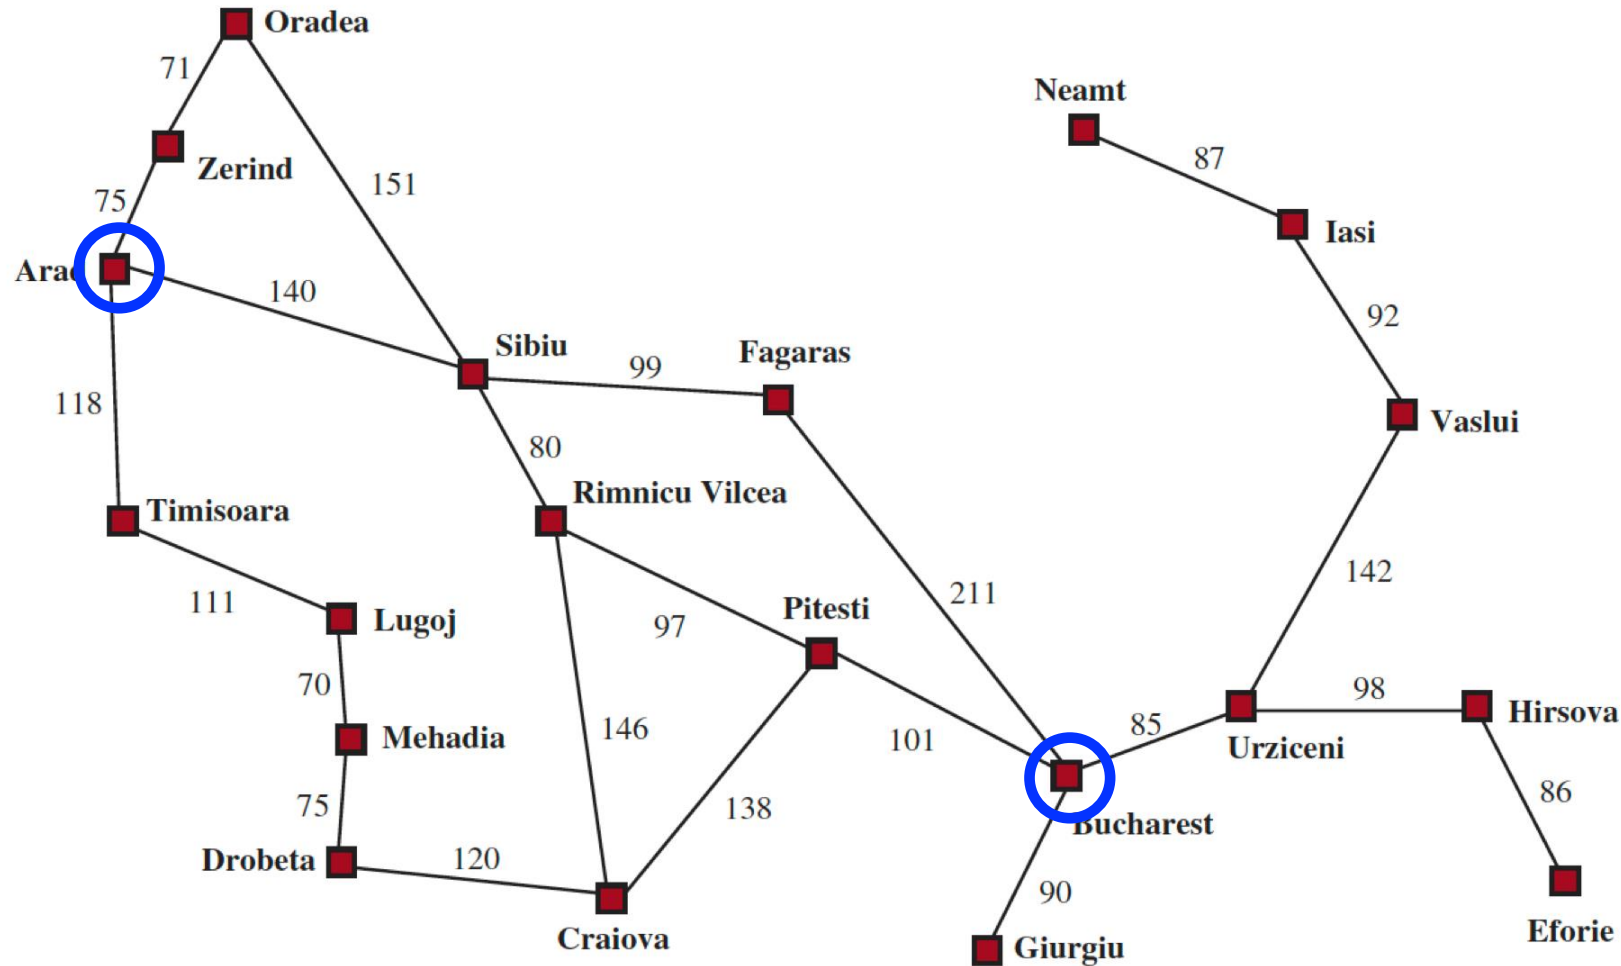 Oradea
71
Neamt
87
Zerind
151
75
Iasi
Arad
140
92
Sibiu
Fagaras
99
118
Vaslui
80
Rimnicu Vilcea
Timisoara
142
211
111
Pitesti
Lugoj
97
70
98
Hirsova
85
146
Mehadia
101
Urziceni
86
75
138
Bucharest
Drobeta
120
90
Eforie
Craiova
Giurgiu